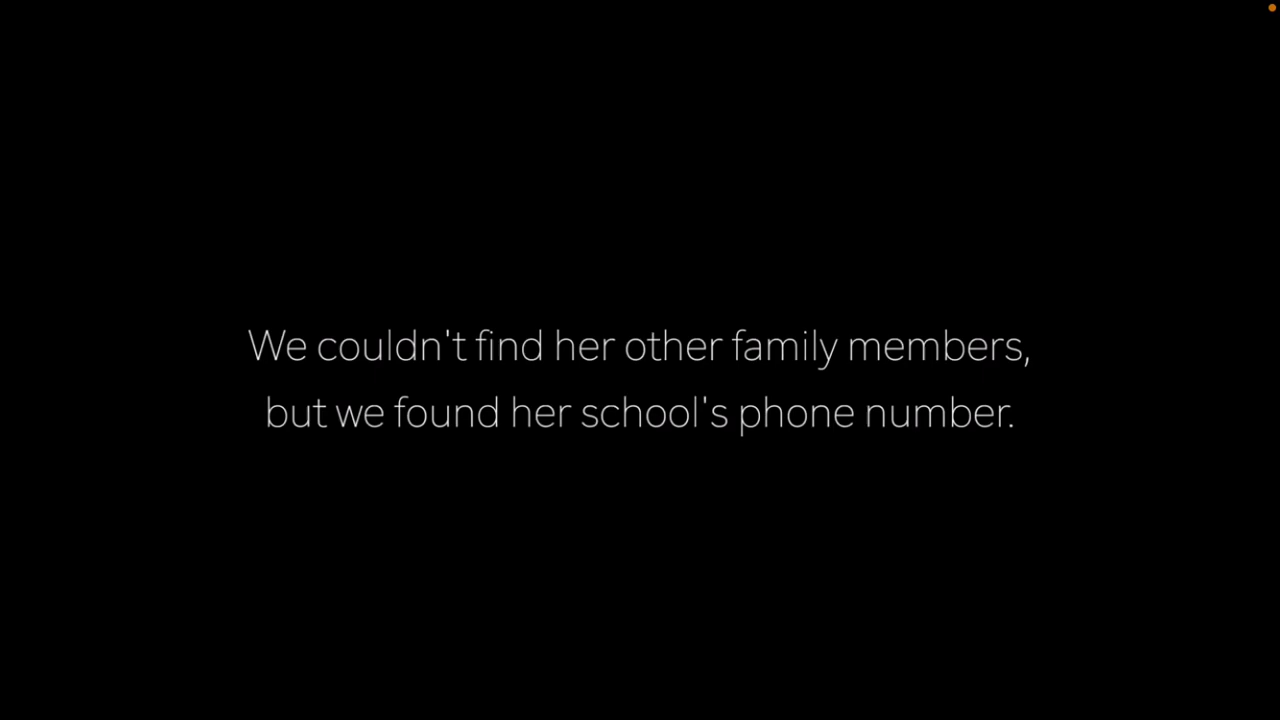 We couldn't find her other family members,
but we found her school's phone number.